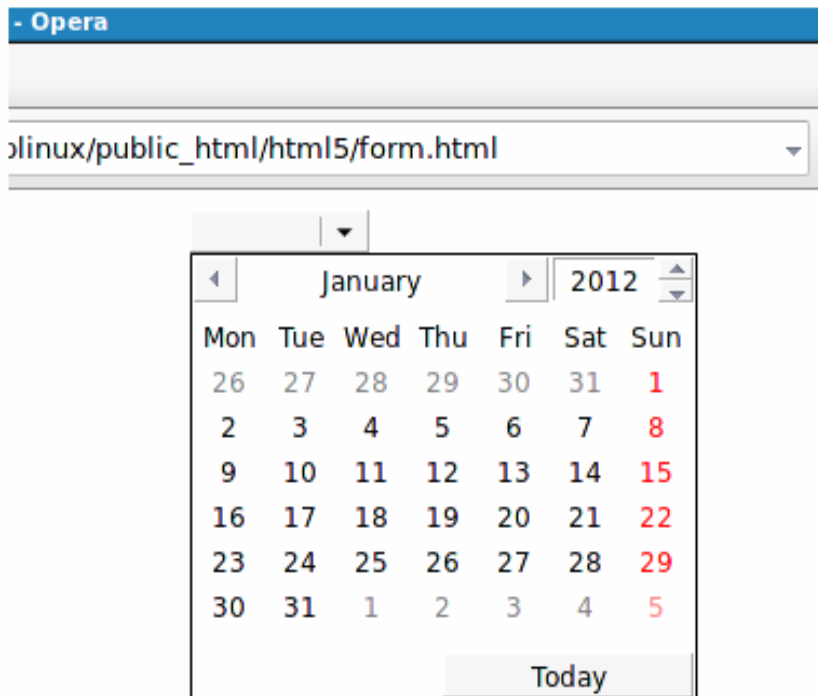 - Opera
olinux/public_html/html5/form.html
January 2012
Mon Tue Wed Thu Fri Sat Sun
26 27 28 29 30 31 1
2 3 4 5 6 7 8
9 10 11 12 13 14 15
16 17 18 19 20 21 22
23 24 25 26 27 28 29
30 31 1 2 3 4 5
Today